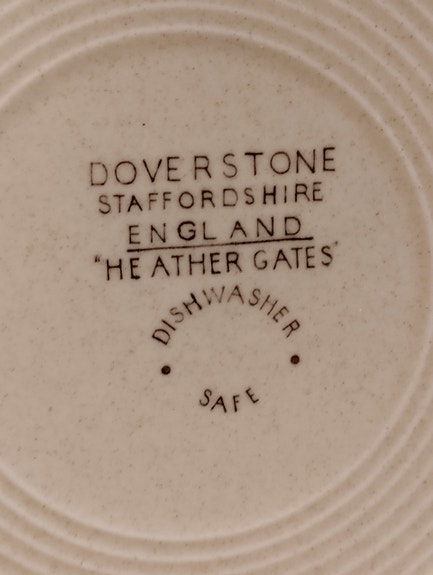 DOVERSTONE
STAFFORDSHIRE
ENGLAND
"HEATHER GATES"
DISHWASHER
SAFE